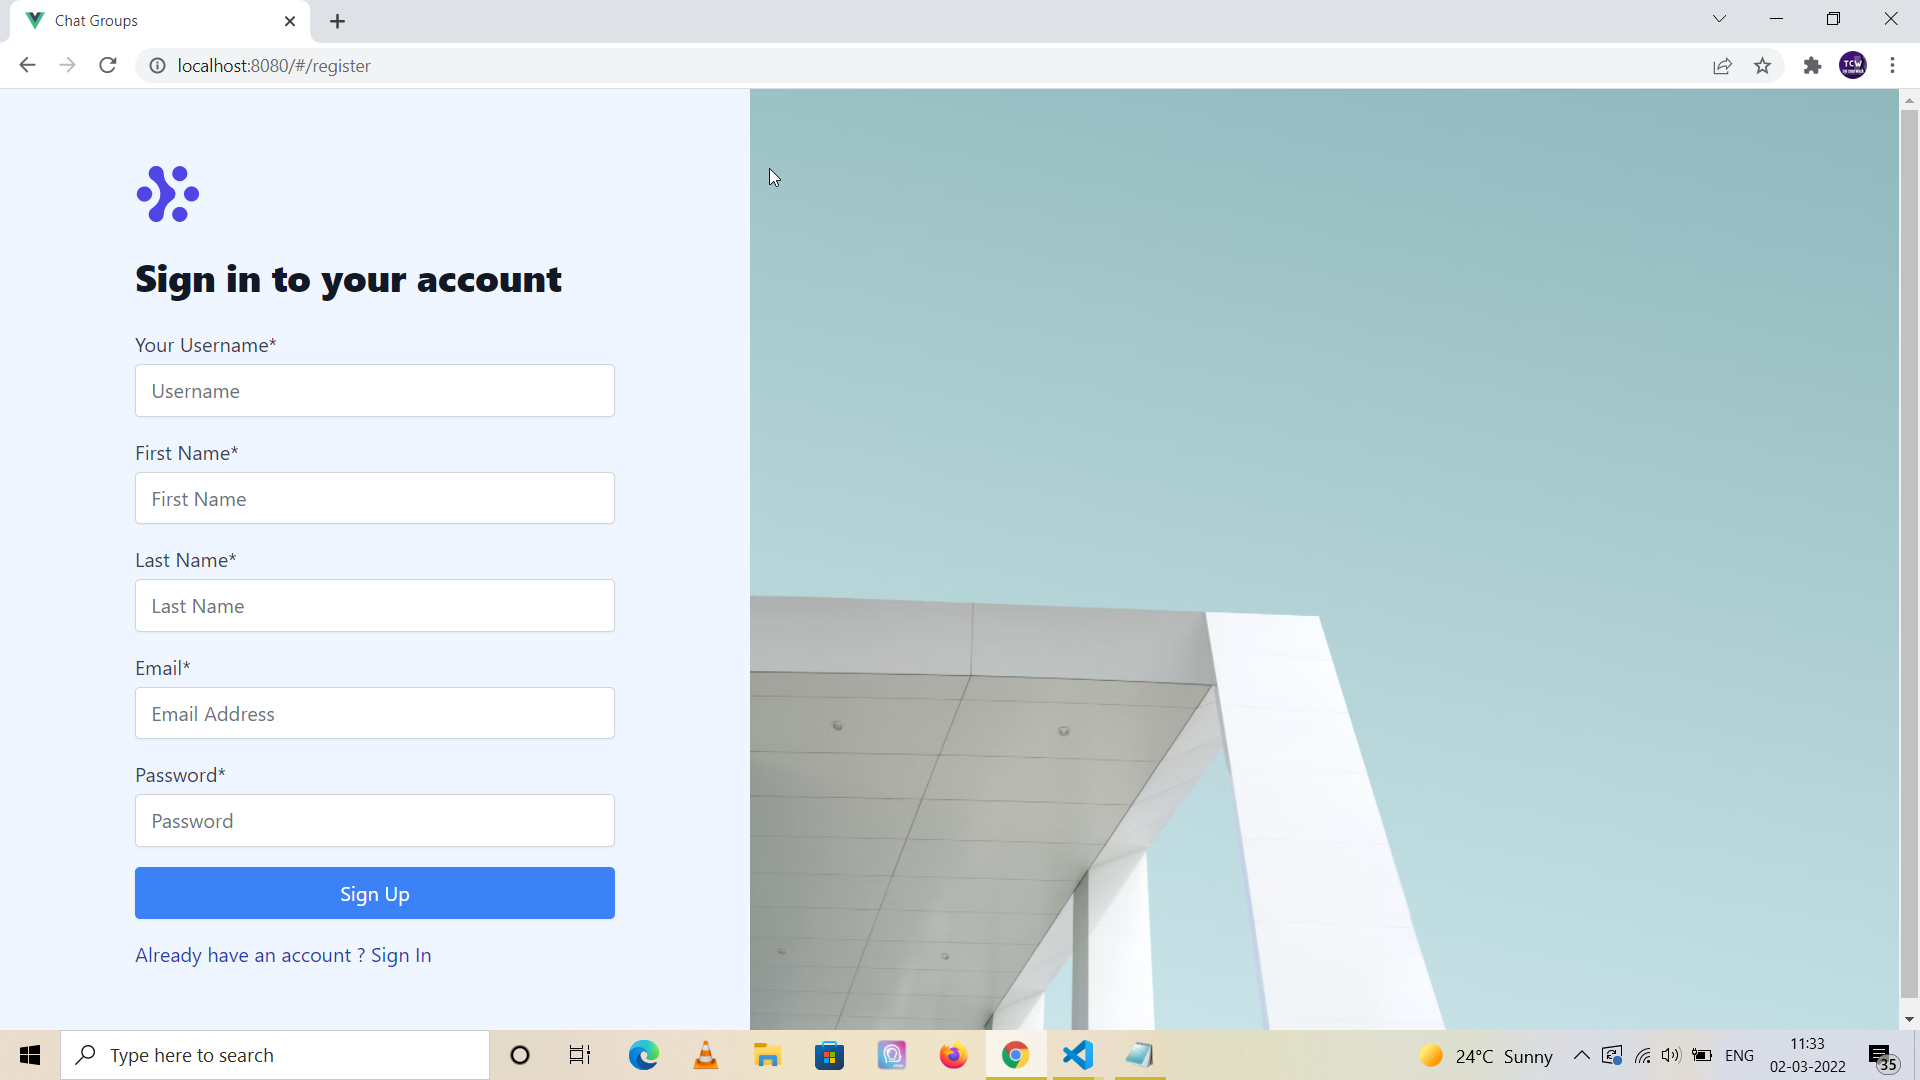 Chat Groups
localhost:8080/#/register
TCW
Sign in to your account
Your Username*
Username
First Name*
First Name
Last Name*
Last Name
Email*
Email Address
Password*
Password
Sign Up
Already have an account ? Sign In
Type here to search
24°C Sunny
ENG
11:33
02-03-2022
35